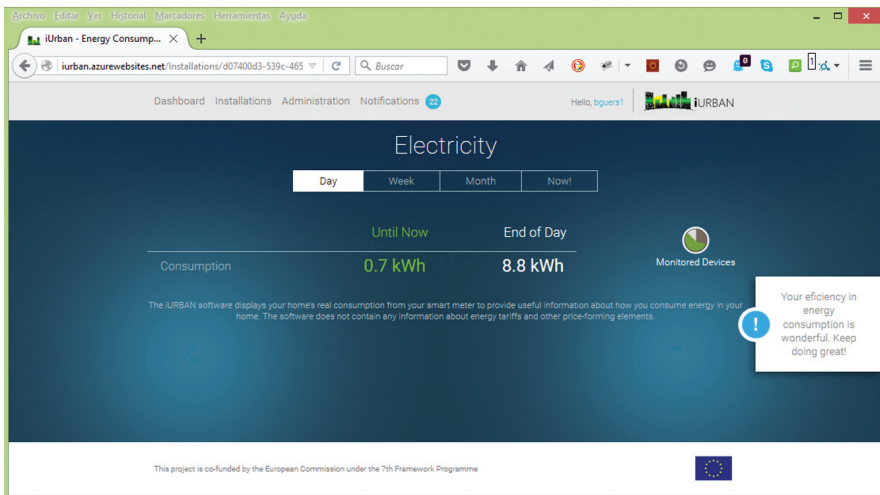 Archivo Editar Ver Historial Marcadores Herramientas Ayuda
iUrban - Energy Consump...
iurban.azurewebsites.net/Installations/d07400d3-539c-465
Buscar
0
1
Dashboard Installations Administration Notifications 22
Hello, bguers1
iURBAN
Electricity
Day Week Month Now!
Until Now End of Day
Consumption 0.7 kWh 8.8 kWh
Monitored Devices
The iURBAN software displays your home's real consumption from your smart meter to provide useful information about how you consume energy in your
home. The software does not contain any information about energy tariffs and other price-forming elements.
!
Your eficiency in
energy
consumption is
wonderful. Keep
doing great!
This project is co-funded by the European Commission under the 7th Framework Programme